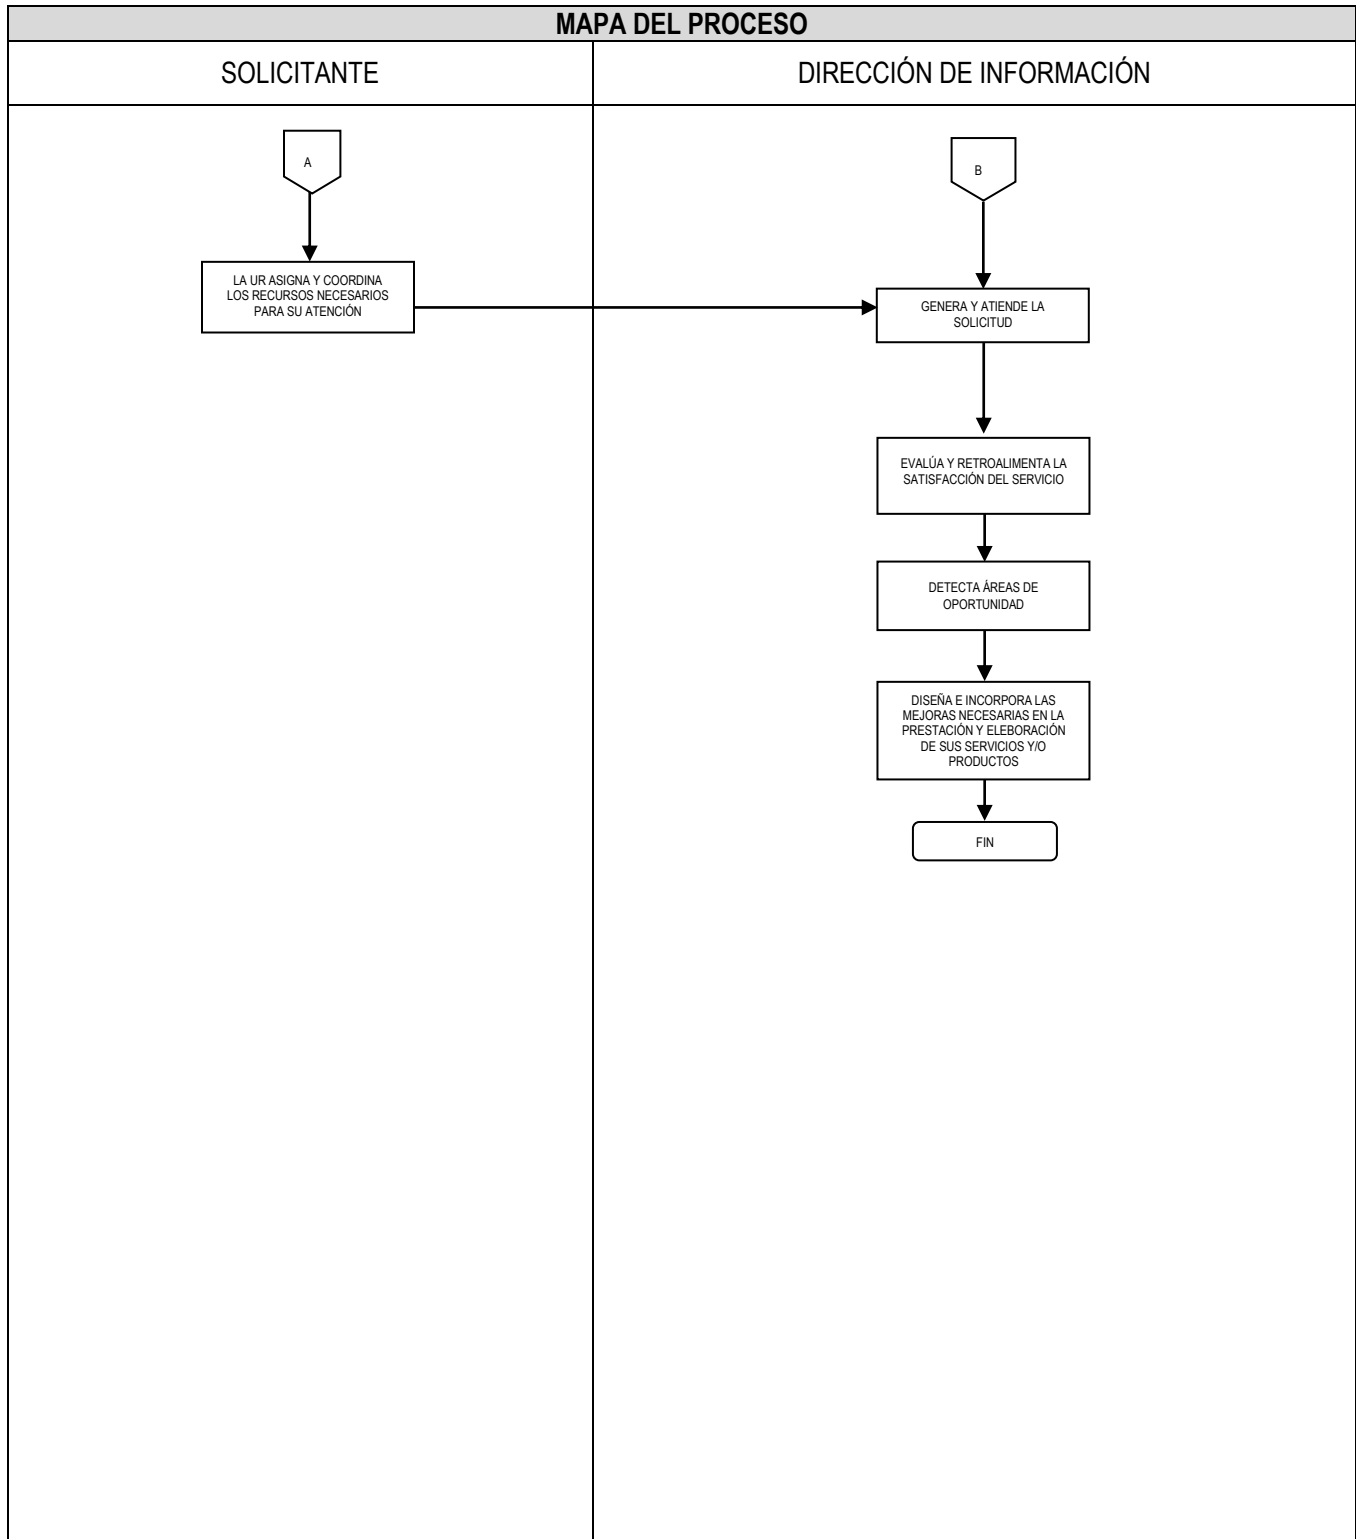 MAPA DEL PROCESO
SOLICITANTE
DIRECCIÓN DE INFORMACIÓN
A
B
LA UR ASIGNA Y COORDINA
LOS RECURSOS NECESARIOS
PARA SU ATENCIÓN
GENERA Y ATIENDE LA
SOLICITUD
EVALÚA Y RETROALIMENTA LA
SATISFACCIÓN DEL SERVICIO
DETECTA ÁREAS DE
OPORTUNIDAD
DISEÑA E INCORPORA LAS
MEJORAS NECESARIAS EN LA
PRESTACIÓN Y ELEBORACIÓN
DE SUS SERVICIOS Y/O
PRODUCTOS
FIN